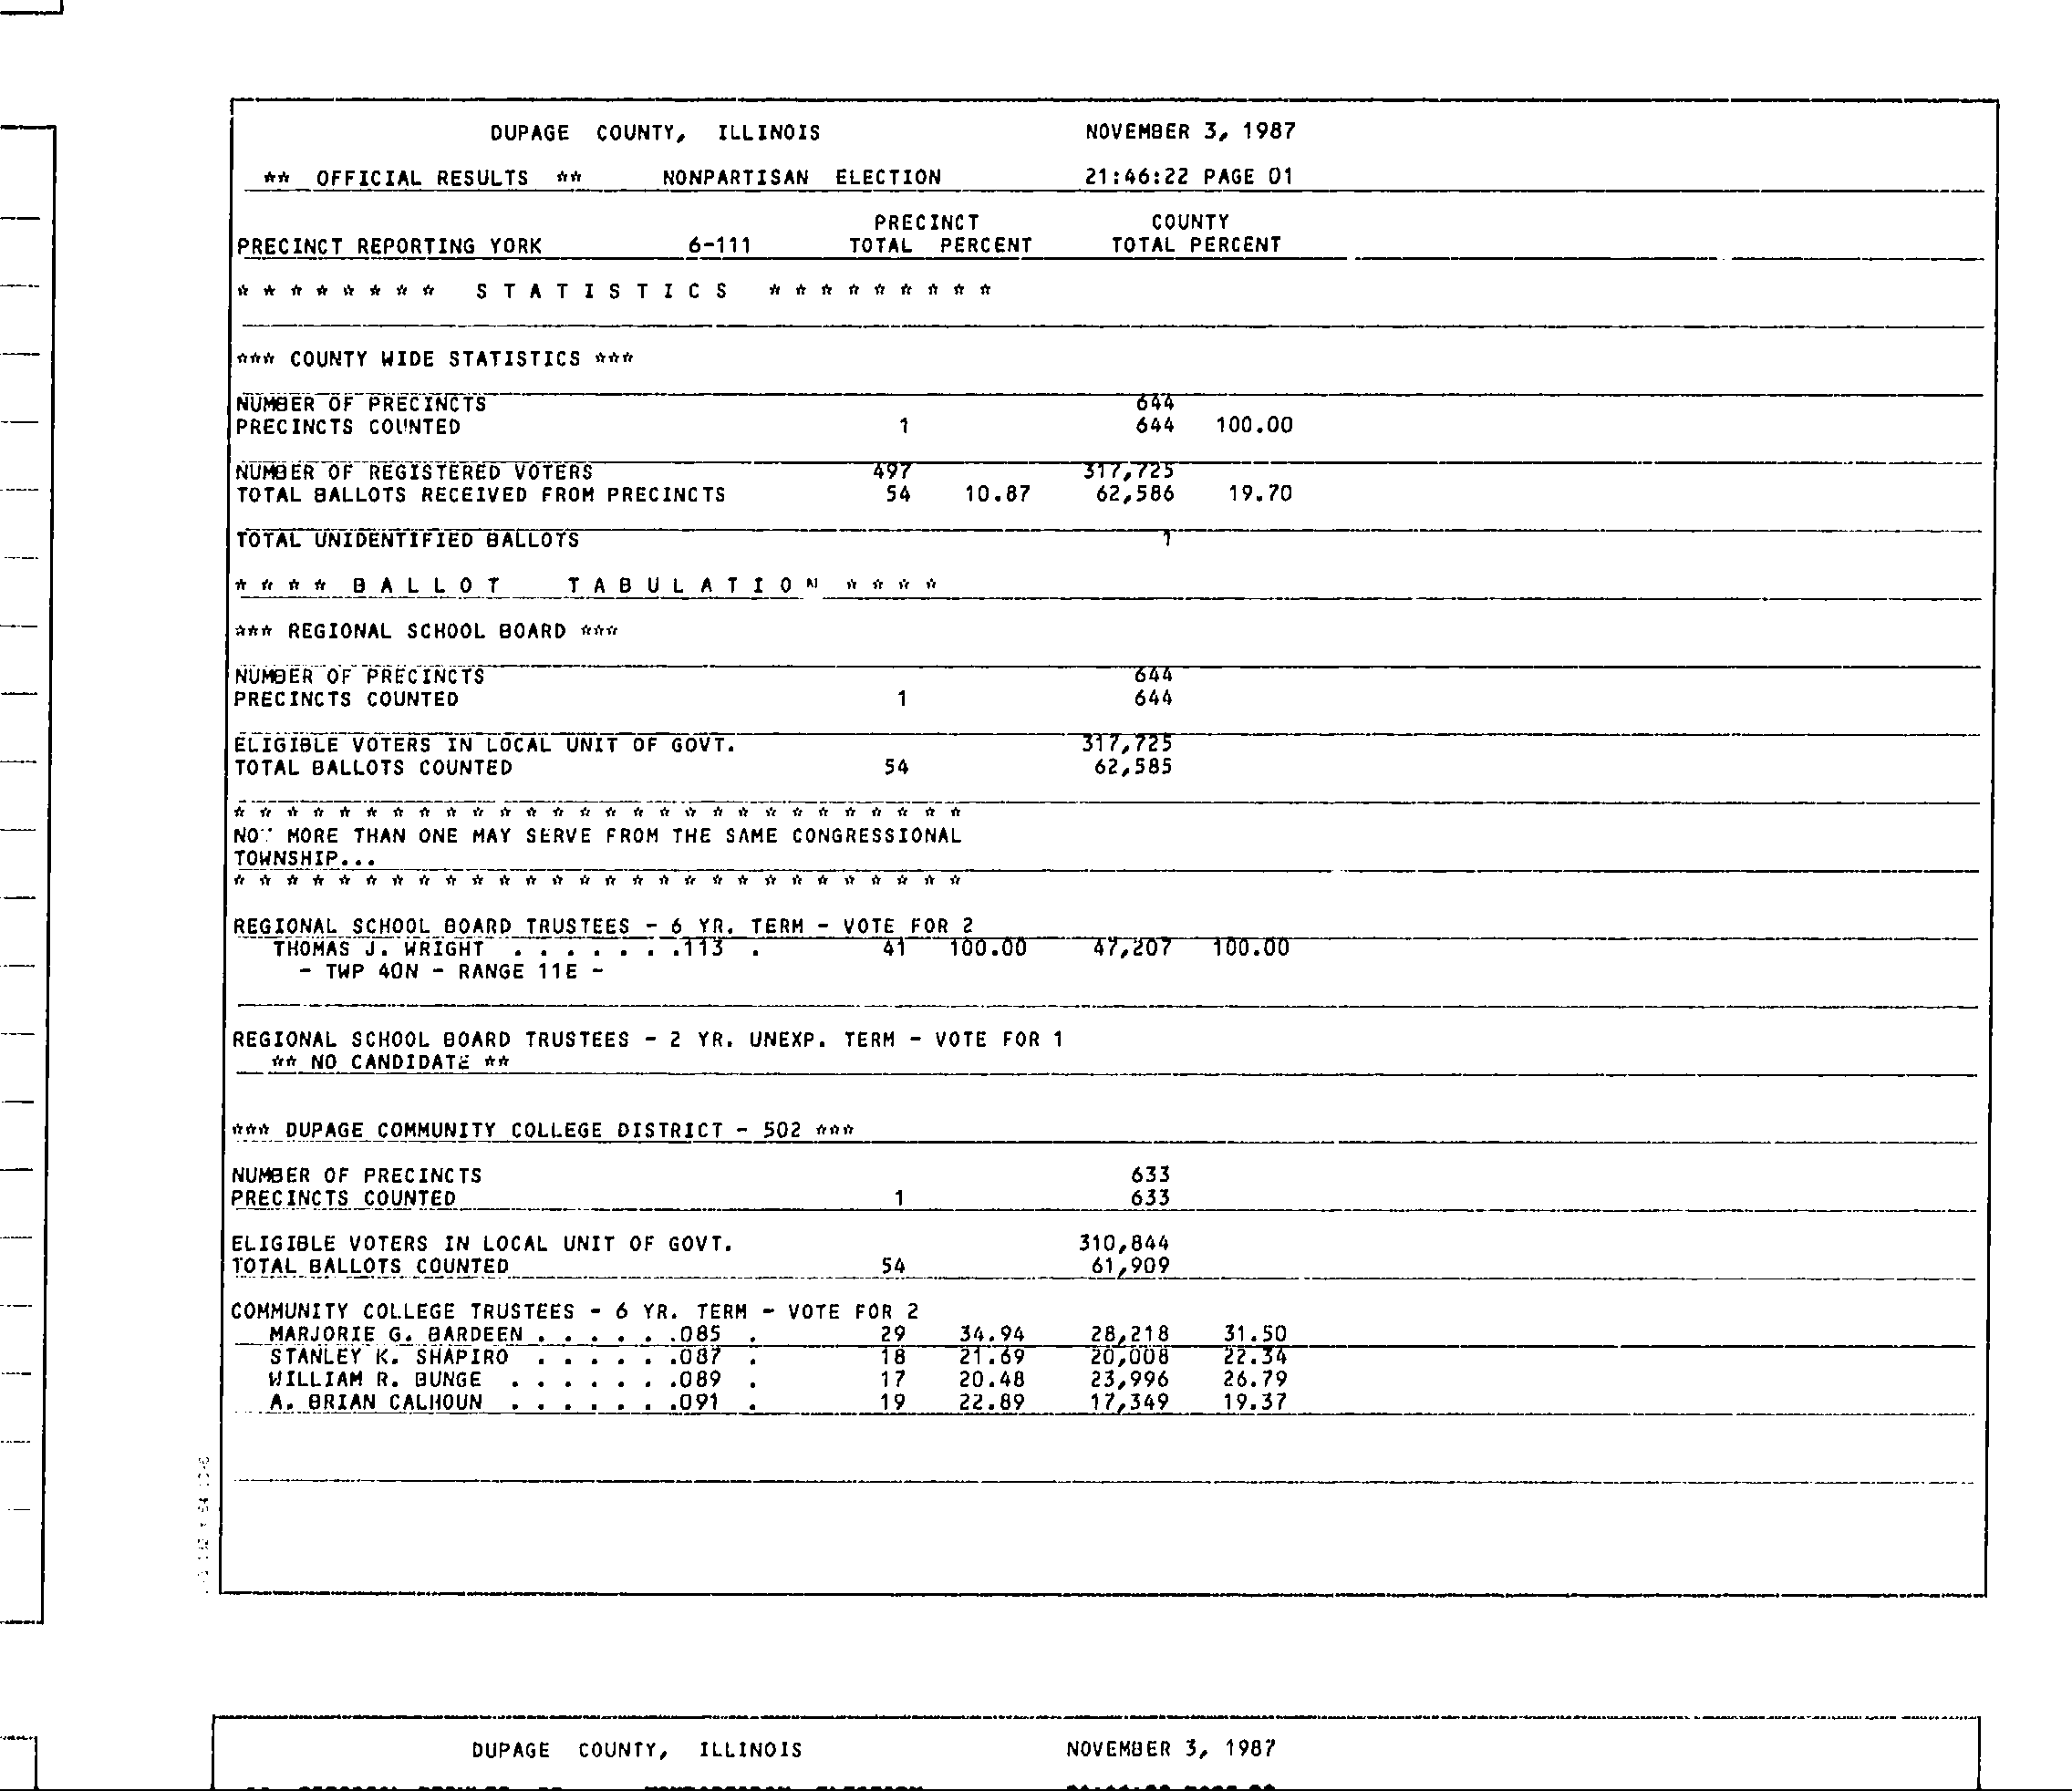 DUPAGE COUNTY, ILLINOIS NOVEMBER 3, 1987
** OFFICIAL RESULTS ** NONPARTISAN ELECTION 21:46:22 PAGE 01
PRECINCT COUNTY
PRECINCT REPORTING YORK 6-111 TOTAL PERCENT TOTAL PERCENT
* * * * * * * * S T A T I S T I C S * * * * * * * * *
*** COUNTY WIDE STATISTICS ***
NUMBER OF PRECINCTS 644
PRECINCTS COUNTED 1 644 100.00
NUMBER OF REGISTERED VOTERS 497 317,725
TOTAL BALLOTS RECEIVED FROM PRECINCTS 54 10.87 62,586 19.70
TOTAL UNIDENTIFIED BALLOTS 1
* * * * B A L L O T T A B U L A T I O N * * * *
*** REGIONAL SCHOOL BOARD ***
NUMBER OF PRECINCTS 644
PRECINCTS COUNTED 1 644
ELIGIBLE VOTERS IN LOCAL UNIT OF GOVT. 317,725
TOTAL BALLOTS COUNTED 54 62,585
* * * * * * * * * * * * * * * * * * * * * * * * * * * *
NOT MORE THAN ONE MAY SERVE FROM THE SAME CONGRESSIONAL
TOWNSHIP...
* * * * * * * * * * * * * * * * * * * * * * * * * * * *
REGIONAL SCHOOL BOARD TRUSTEES - 6 YR. TERM - VOTE FOR 2
THOMAS J. WRIGHT . . . . . . .113 . 41 100.00 47,207 100.00
- TWP 40N - RANGE 11E -
REGIONAL SCHOOL BOARD TRUSTEES - 2 YR. UNEXP. TERM - VOTE FOR 1
** NO CANDIDATE **
*** DUPAGE COMMUNITY COLLEGE DISTRICT - 502 ***
NUMBER OF PRECINCTS 633
PRECINCTS COUNTED 1 633
ELIGIBLE VOTERS IN LOCAL UNIT OF GOVT. 310,844
TOTAL BALLOTS COUNTED 54 61,909
COMMUNITY COLLEGE TRUSTEES - 6 YR. TERM - VOTE FOR 2
MARJORIE G. BARDEEN . . . . . .085 . 29 34.94 28,218 31.50
STANLEY K. SHAPIRO . . . . . .087 . 18 21.69 20,008 22.34
WILLIAM R. BUNGE . . . . . . .089 . 17 20.48 23,996 26.79
A. BRIAN CALHOUN . . . . . . .091 . 19 22.89 17,349 19.37
DUPAGE COUNTY, ILLINOIS NOVEMBER 3, 1987